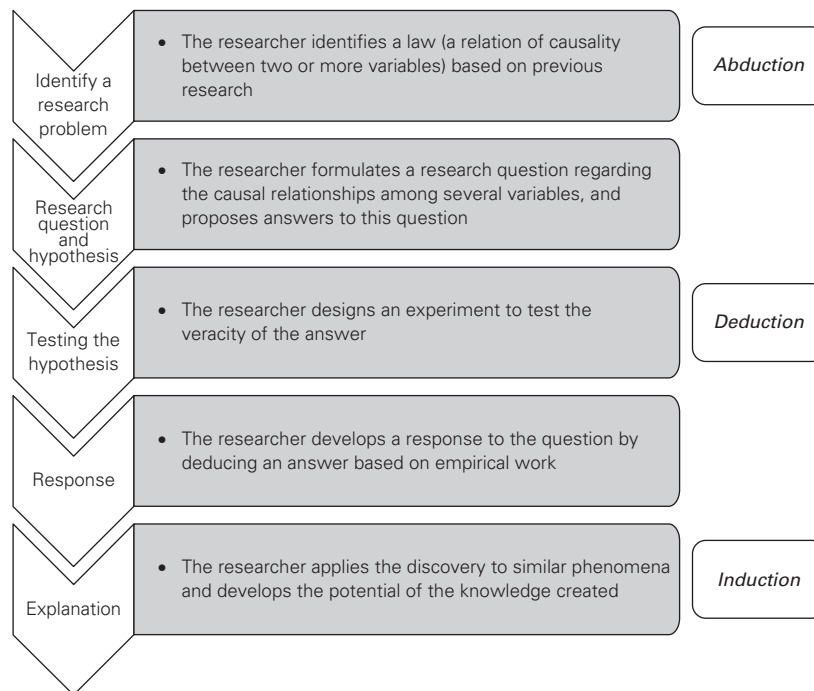 Identify a
research
problem
• The researcher identifies a law (a relation of causality
between two or more variables) based on previous
research
Abduction
Research
question
and
hypothesis
• The researcher formulates a research question regarding
the causal relationships among several variables, and
proposes answers to this question
Testing the
hypothesis
• The researcher designs an experiment to test the
veracity of the answer
Deduction
Response
• The researcher develops a response to the question by
deducing an answer based on empirical work
Explanation
• The researcher applies the discovery to similar phenomena
and develops the potential of the knowledge created
Induction